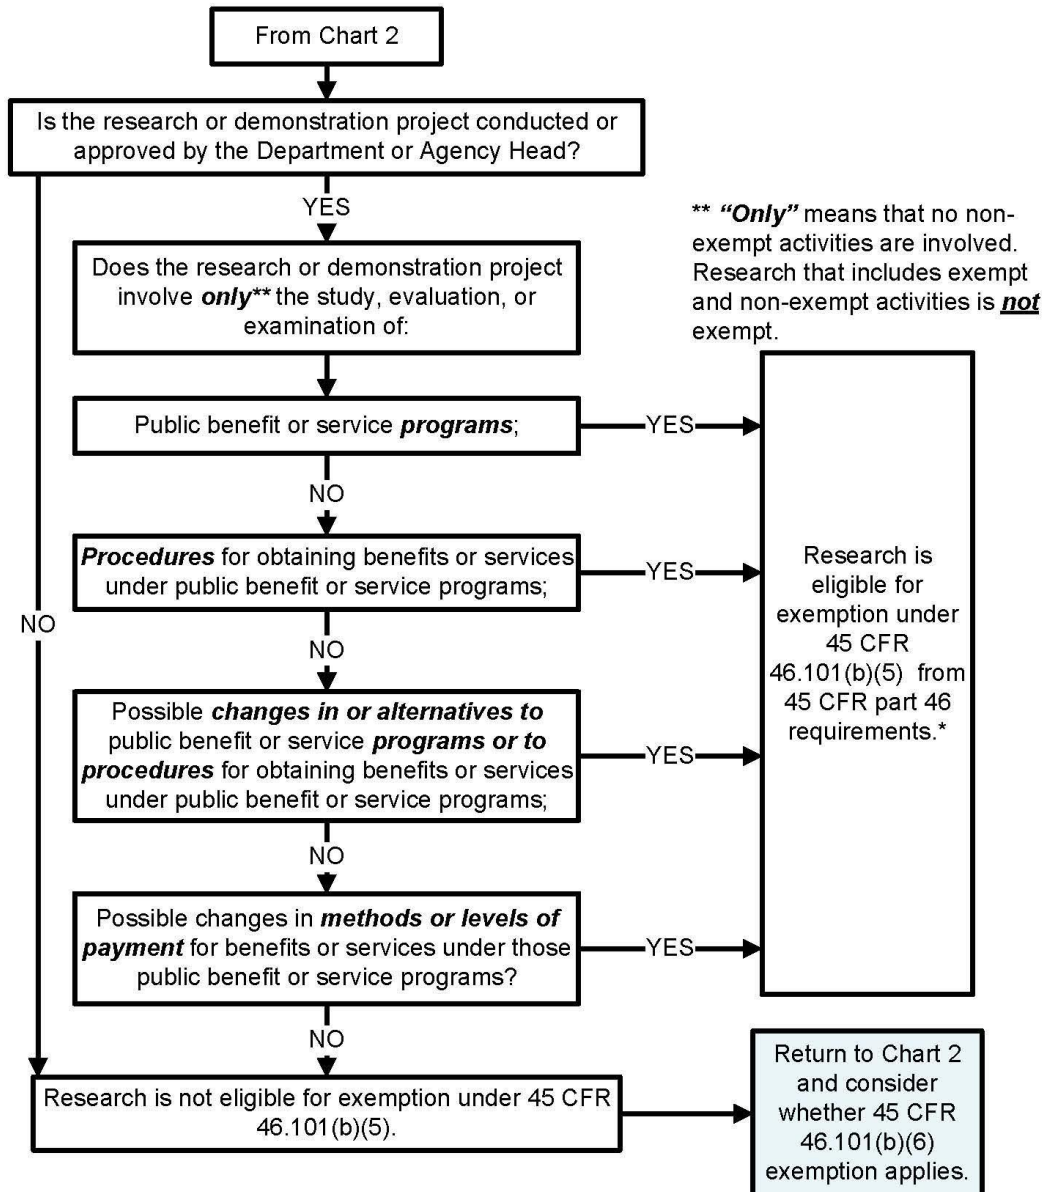 From Chart 2
Is the research or demonstration project conducted or
approved by the Department or Agency Head?
YES
** “Only” means that no non-
exempt activities are involved.
Research that includes exempt
and non-exempt activities is not
exempt.
Does the research or demonstration project
involve only** the study, evaluation, or
examination of:
Public benefit or service programs;
YES
NO
Procedures for obtaining benefits or services
under public benefit or service programs;
YES
Research is
eligible for
exemption under
45 CFR
46.101(b)(5) from
45 CFR part 46
requirements.*
NO
NO
Possible changes in or alternatives to
public benefit or service programs or to
procedures for obtaining benefits or services
under public benefit or service programs;
YES
NO
Possible changes in methods or levels of
payment for benefits or services under those
public benefit or service programs?
YES
NO
Research is not eligible for exemption under 45 CFR
46.101(b)(5).
Return to Chart 2
and consider
whether 45 CFR
46.101(b)(6)
exemption applies.